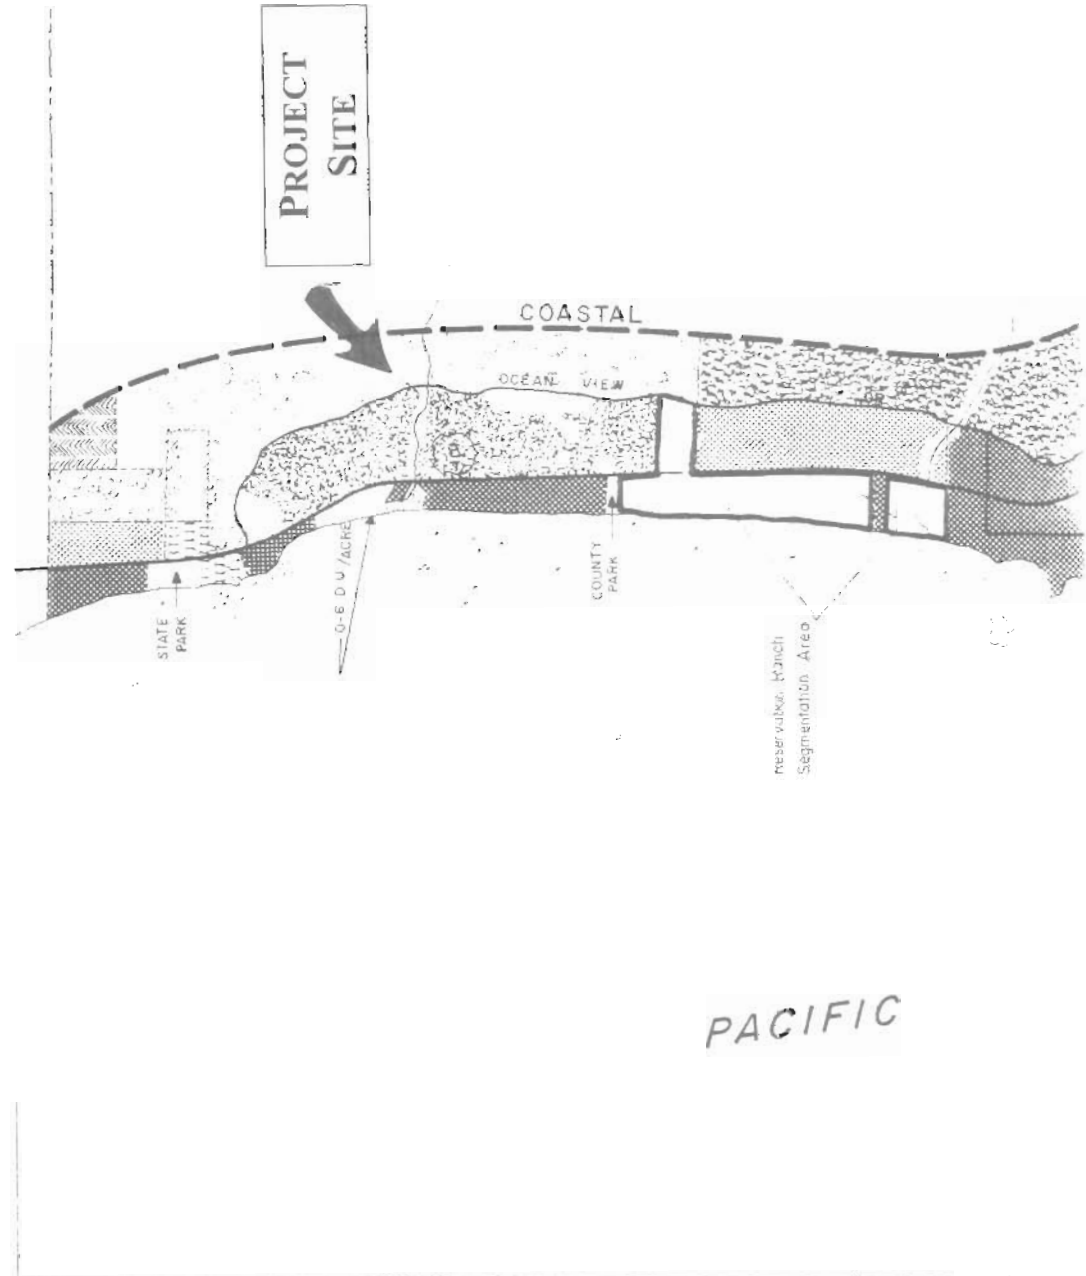 PROJECT
SITE
COASTAL
OCEAN VIEW
0-6 D U /ACRE
COUNTY
PARK
STATE
PARK
Reservation Ranch
Segmentation Area
PACIFIC